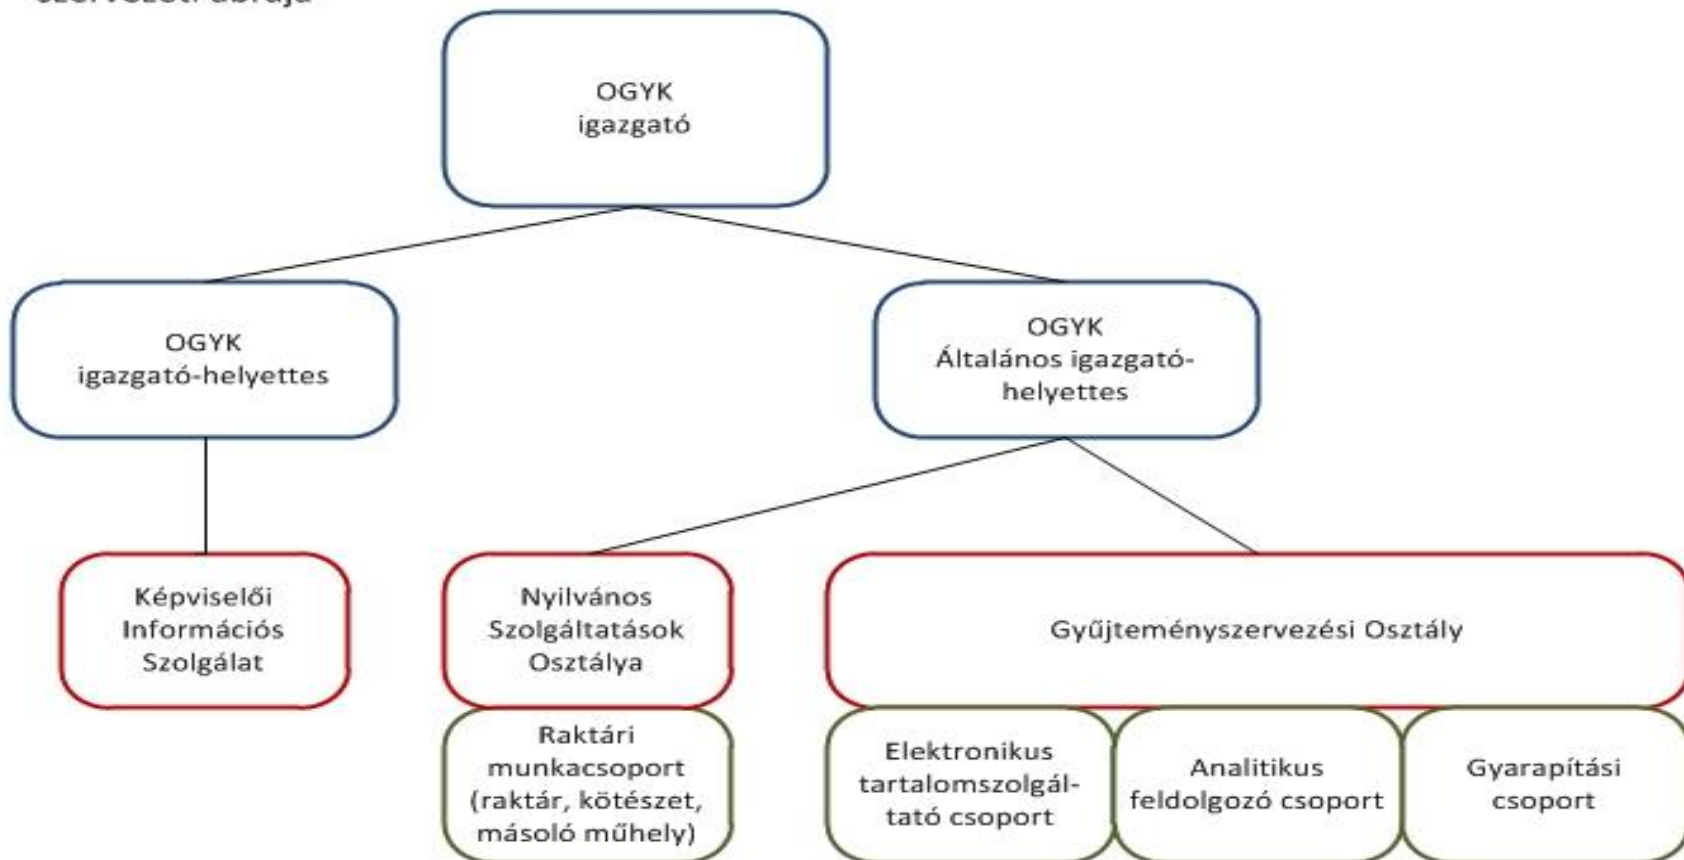 OGYK
igazgató
OGYK
igazgató-helyettes
OGYK
Általános igazgató-
helyettes
Képviselői
Információs
Szolgálat
Nyilvános
Szolgáltatások
Osztálya
Gyűjteményszervezési Osztály
Raktári
munkacsoport
(raktár, kötészet,
másoló műhely)
Elektronikus
tartalomszolgál-
tató csoport
Analitikus
feldolgozó csoport
Gyarapítási
csoport